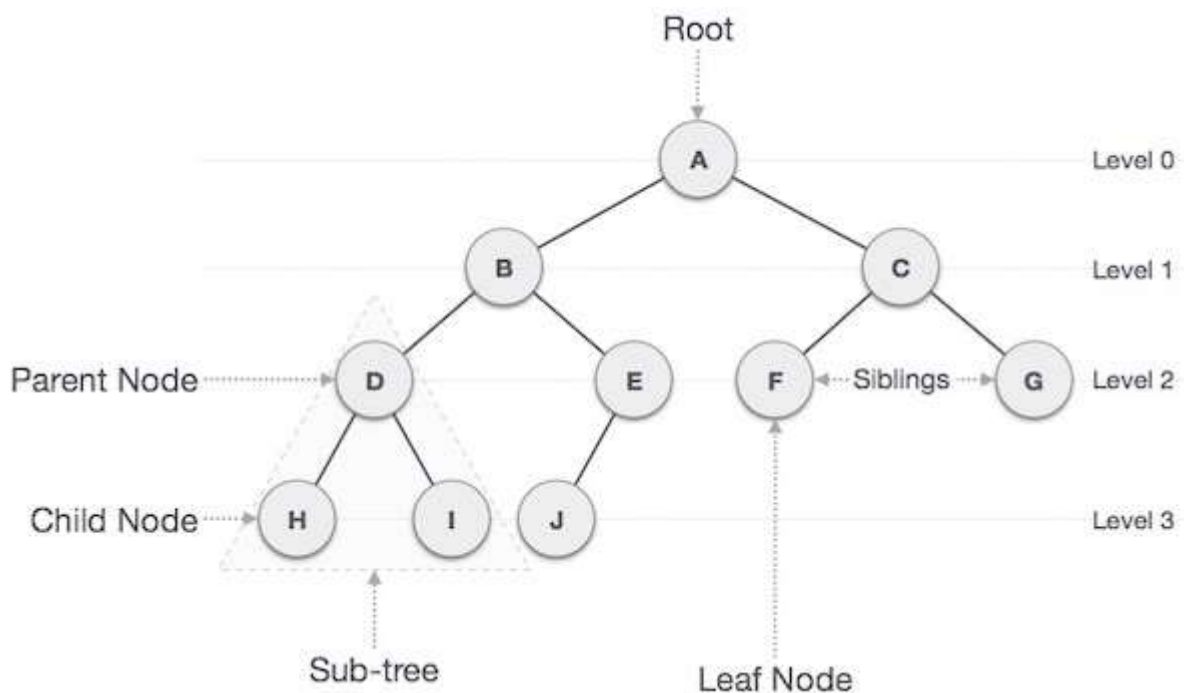 Root
A
Level 0
B
C
Level 1
Parent Node
D
E
F
Siblings
G
Level 2
Child Node
H
I
J
Level 3
Sub-tree
Leaf Node